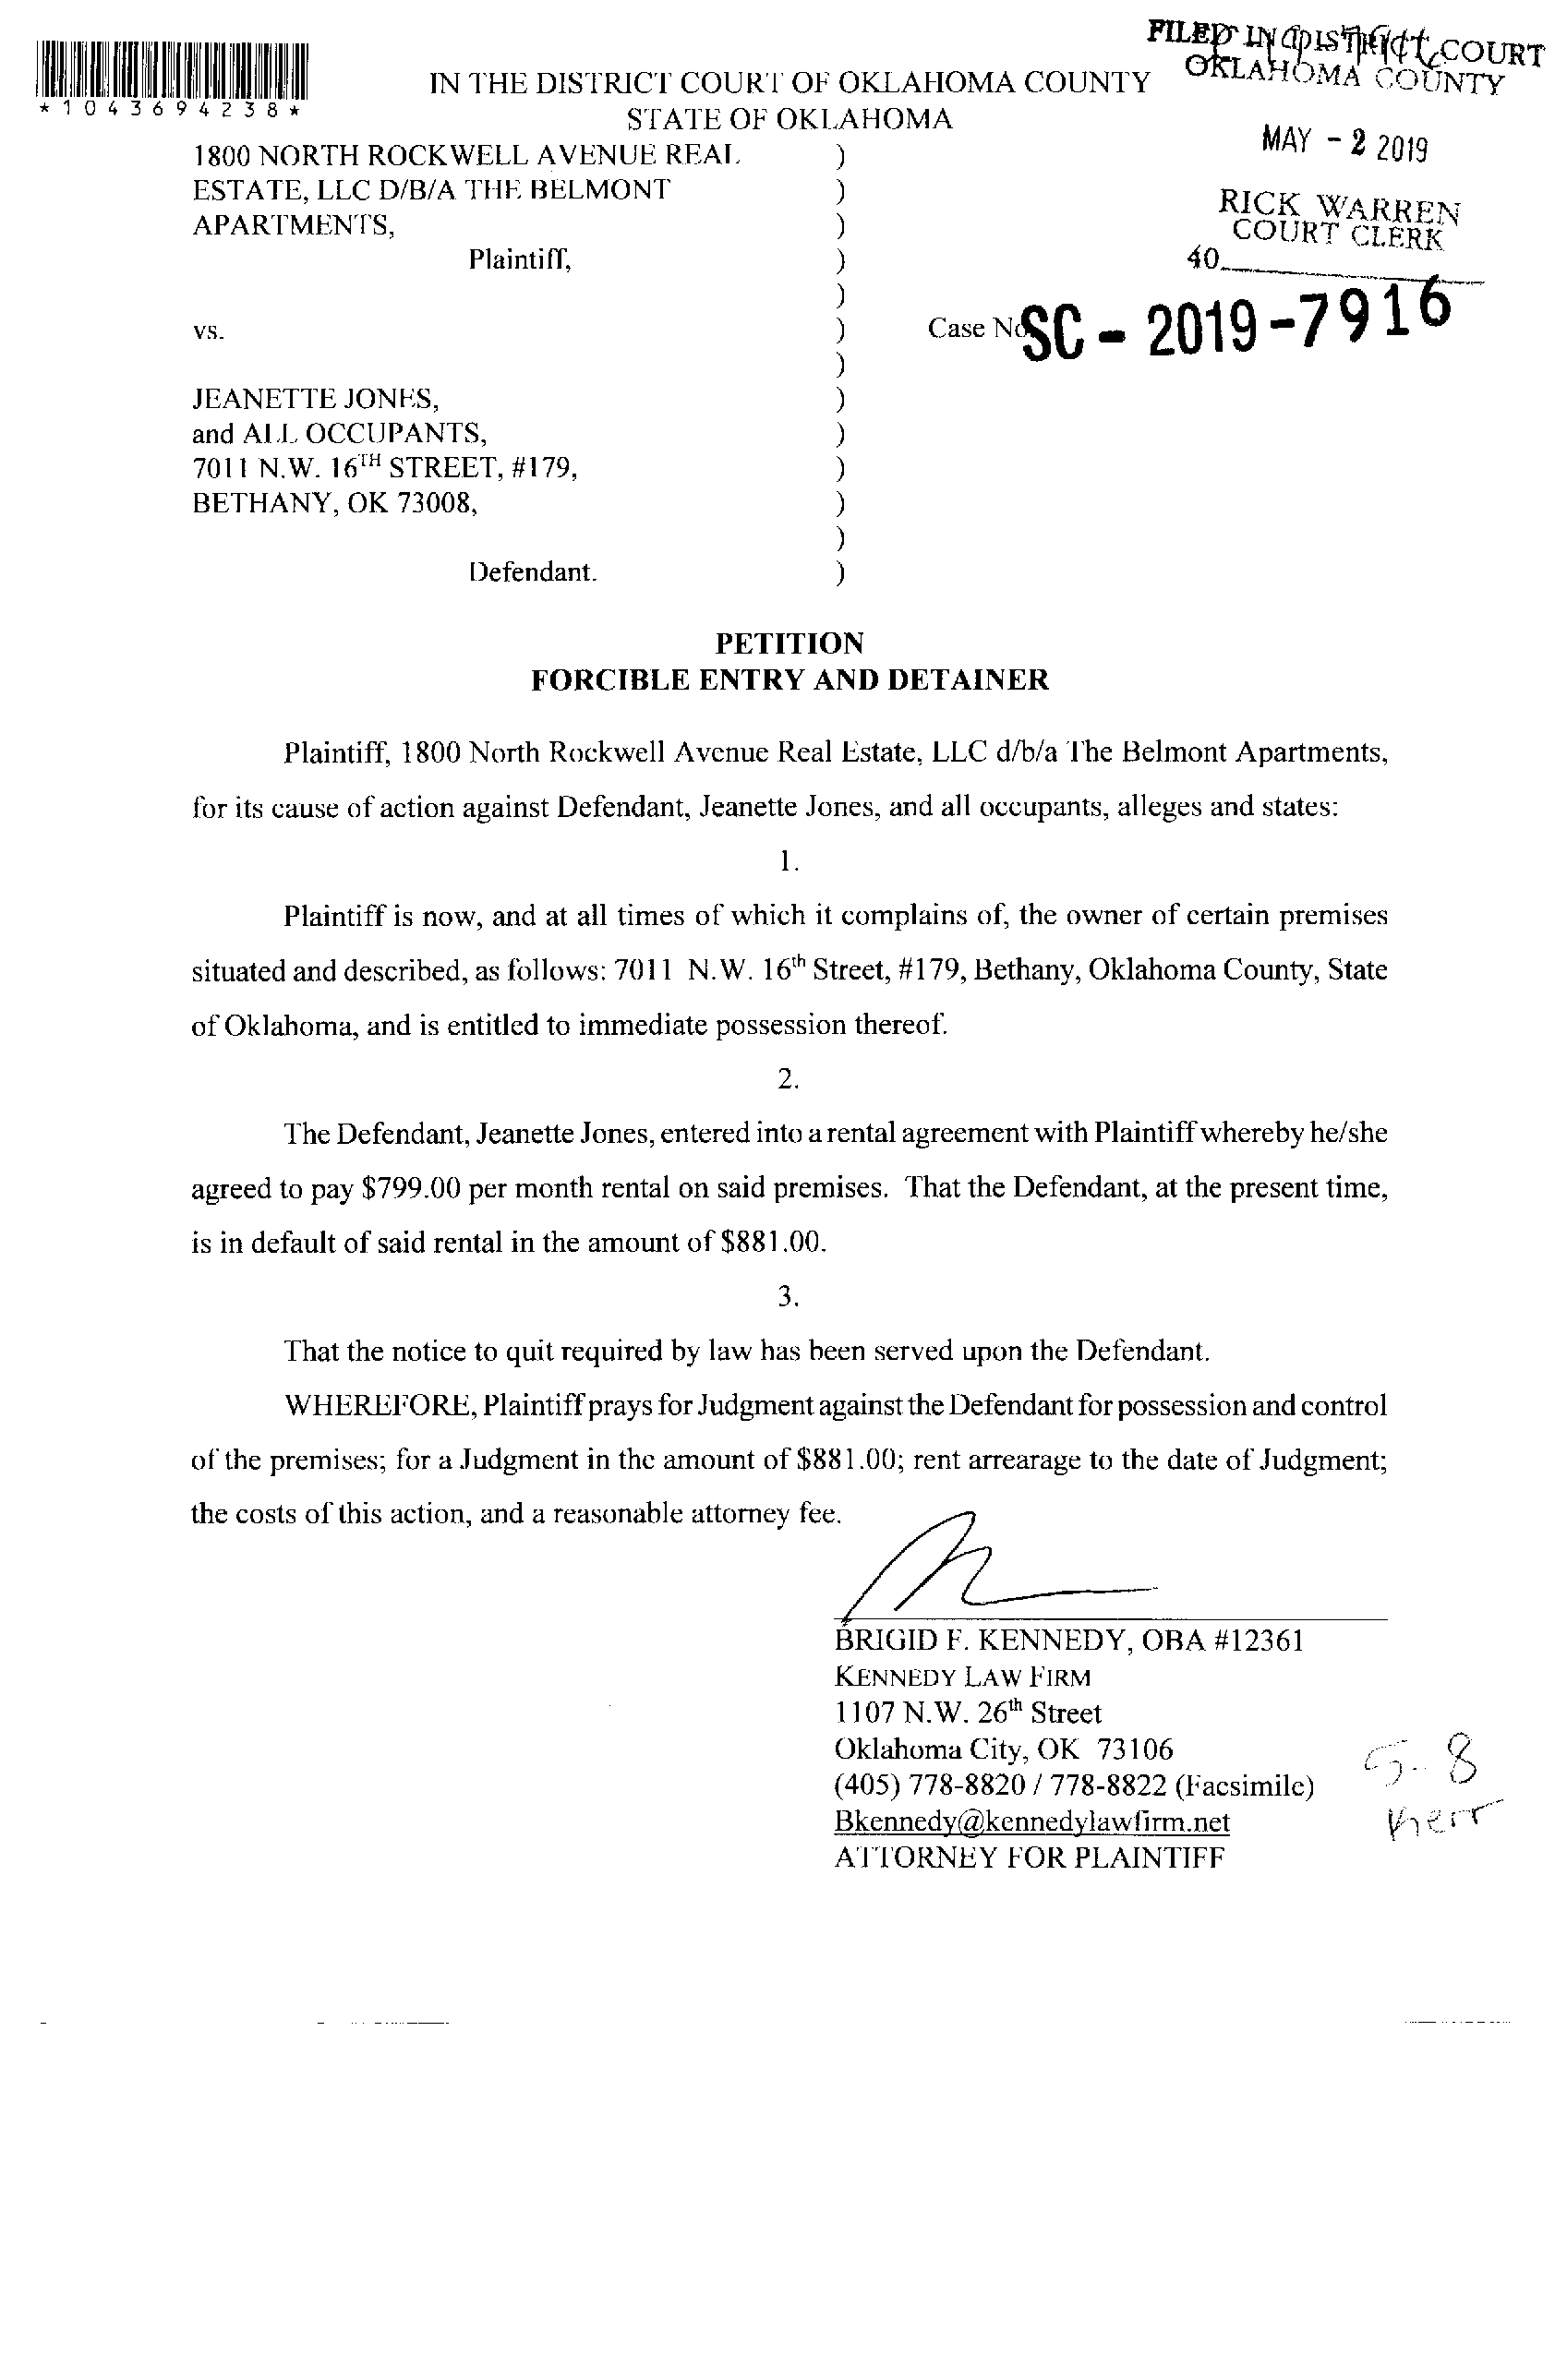 FILED IN DISTRICT COURT
OKLAHOMA COUNTY
*1043694238*
IN THE DISTRICT COURT OF OKLAHOMA COUNTY
STATE OF OKLAHOMA
MAY - 2 2019
1800 NORTH ROCKWELL AVENUE REAL )
ESTATE, LLC D/B/A THE BELMONT )
APARTMENTS, )
RICK WARREN
COURT CLERK
Plaintiff, )
40
)
vs. ) Case No. SC - 2019 - 7916
)
JEANETTE JONES, )
and ALL OCCUPANTS, )
7011 N.W. 16TH STREET, #179, )
BETHANY, OK 73008, )
)
Defendant. )
PETITION
FORCIBLE ENTRY AND DETAINER
Plaintiff, 1800 North Rockwell Avenue Real Estate, LLC d/b/a The Belmont Apartments,
for its cause of action against Defendant, Jeanette Jones, and all occupants, alleges and states:
1.
Plaintiff is now, and at all times of which it complains of, the owner of certain premises
situated and described, as follows: 7011 N.W. 16th Street, #179, Bethany, Oklahoma County, State
of Oklahoma, and is entitled to immediate possession thereof.
2.
The Defendant, Jeanette Jones, entered into a rental agreement with Plaintiff whereby he/she
agreed to pay $799.00 per month rental on said premises. That the Defendant, at the present time,
is in default of said rental in the amount of $881.00.
3.
That the notice to quit required by law has been served upon the Defendant.
WHEREFORE, Plaintiff prays for Judgment against the Defendant for possession and control
of the premises; for a Judgment in the amount of $881.00; rent arrearage to the date of Judgment;
the costs of this action, and a reasonable attorney fee.
BRIGID F. KENNEDY, OBA #12361
KENNEDY LAW FIRM
1107 N.W. 26th Street
Oklahoma City, OK 73106
(405) 778-8820 / 778-8822 (Facsimile)
Bkennedy@kennedylawfirm.net
ATTORNEY FOR PLAINTIFF
5-8
Kerr